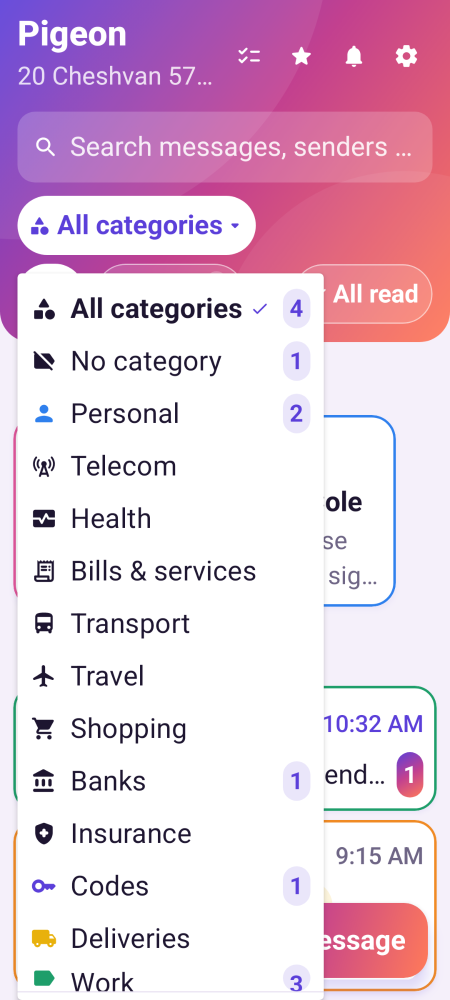 Pigeon
20 Cheshvan 57...
Search messages, senders ...
All categories
All read
All categories 4
No category 1
Personal 2
Telecom
Health
ole
se
Bills & services
sig...
Transport
Travel
10:32 AM
Shopping
end... 1
Banks 1
Insurance
9:15 AM
Codes 1
Deliveries
essage
Work 3